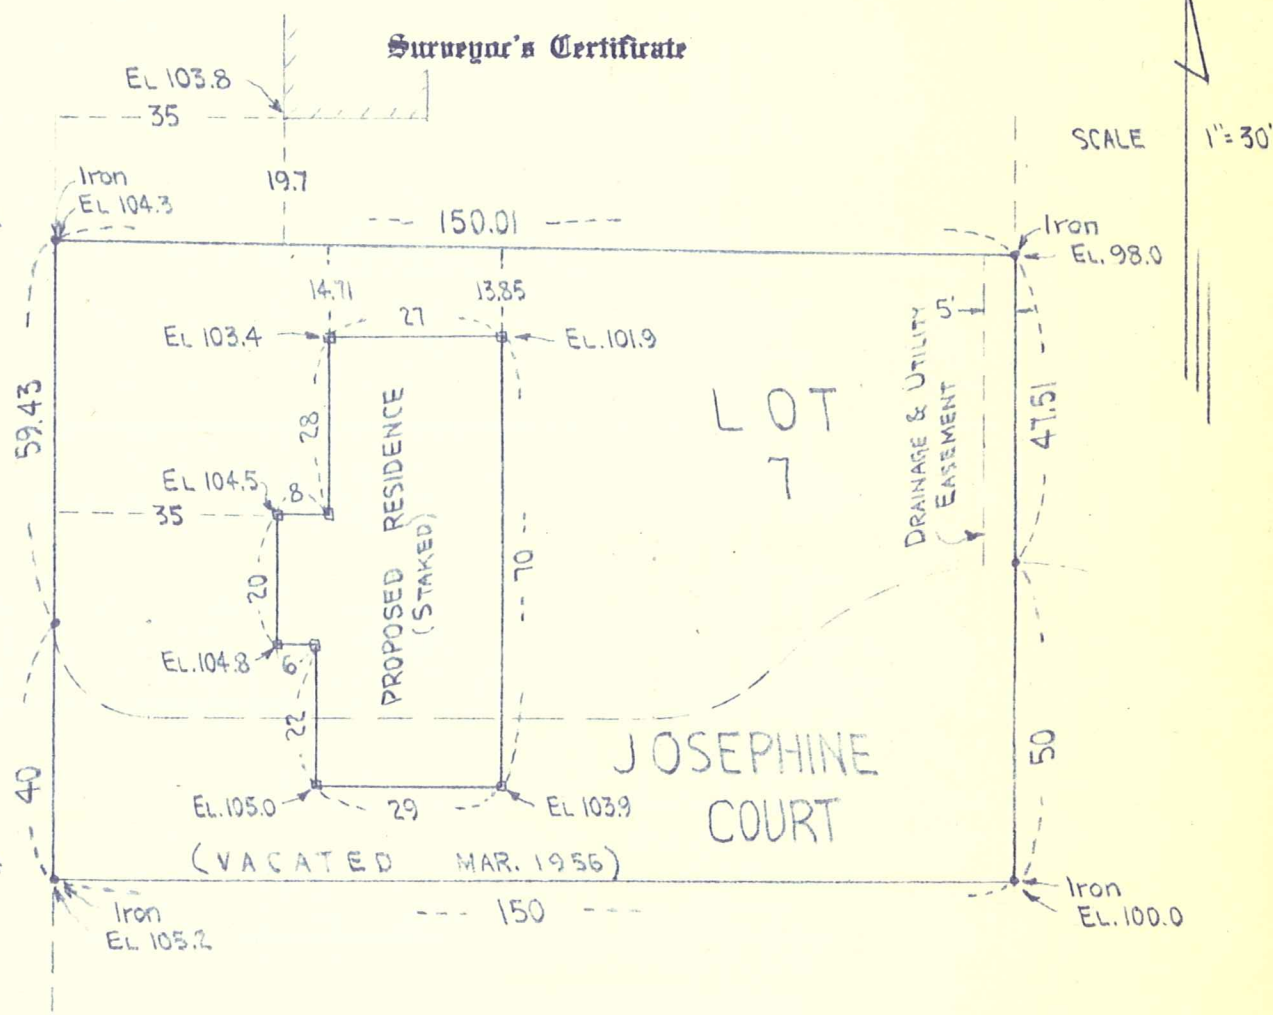 Surveyor's Certificate
EL 103.8
35
SCALE 1"=30'
Iron
EL 104.3
19.7
150.01
Iron
EL. 98.0
14.71
13.85
27
5'
EL 103.4
EL. 101.9
59.43
28
PROPOSED RESIDENCE
(STAKED)
LOT
7
DRAINAGE & UTILITY
EASEMENT
47.51
EL 104.5
8
35
20
70
EL. 104.8
6
22
JOSEPHINE
COURT
50
40
EL. 105.0
29
EL 103.9
(VACATED MAR. 1956)
150
Iron
EL 105.2
Iron
EL. 100.0